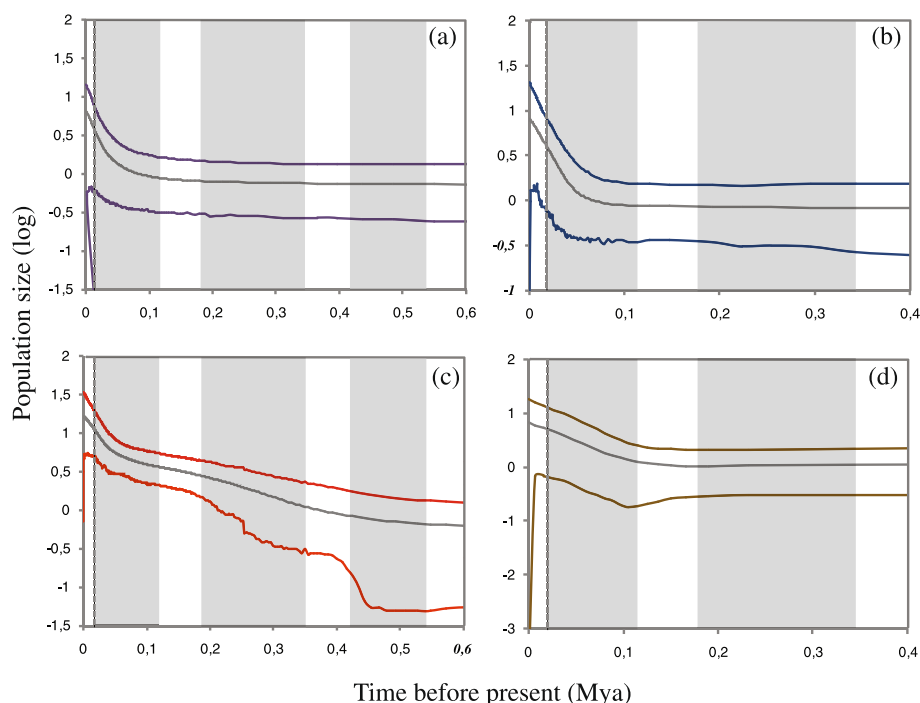 Population size (log)
(a)
2
1,5
1
0,5
0
-0,5
-1
-1,5
0 0,1 0,2 0,3 0,4 0,5 0,6
(b)
2
1,5
1
0,5
0
-0,5
-1
0 0,1 0,2 0,3 0,4
(c)
2
1,5
1
0,5
0
-0,5
-1
-1,5
0 0,1 0,2 0,3 0,4 0,5 0,6
(d)
2
1
0
-1
-2
-3
0 0,1 0,2 0,3 0,4
Time before present (Mya)